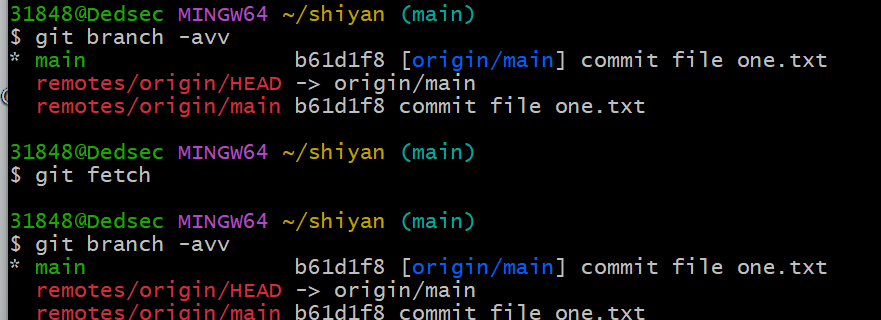 31848@Dedsec MINGW64 ~/shiyan (main)
$ git branch -avv
* main                b61d1f8 [origin/main] commit file one.txt
  remotes/origin/HEAD -> origin/main
  remotes/origin/main b61d1f8 commit file one.txt
31848@Dedsec MINGW64 ~/shiyan (main)
$ git fetch
31848@Dedsec MINGW64 ~/shiyan (main)
$ git branch -avv
* main                b61d1f8 [origin/main] commit file one.txt
  remotes/origin/HEAD -> origin/main
  remotes/origin/main b61d1f8 commit file one.txt